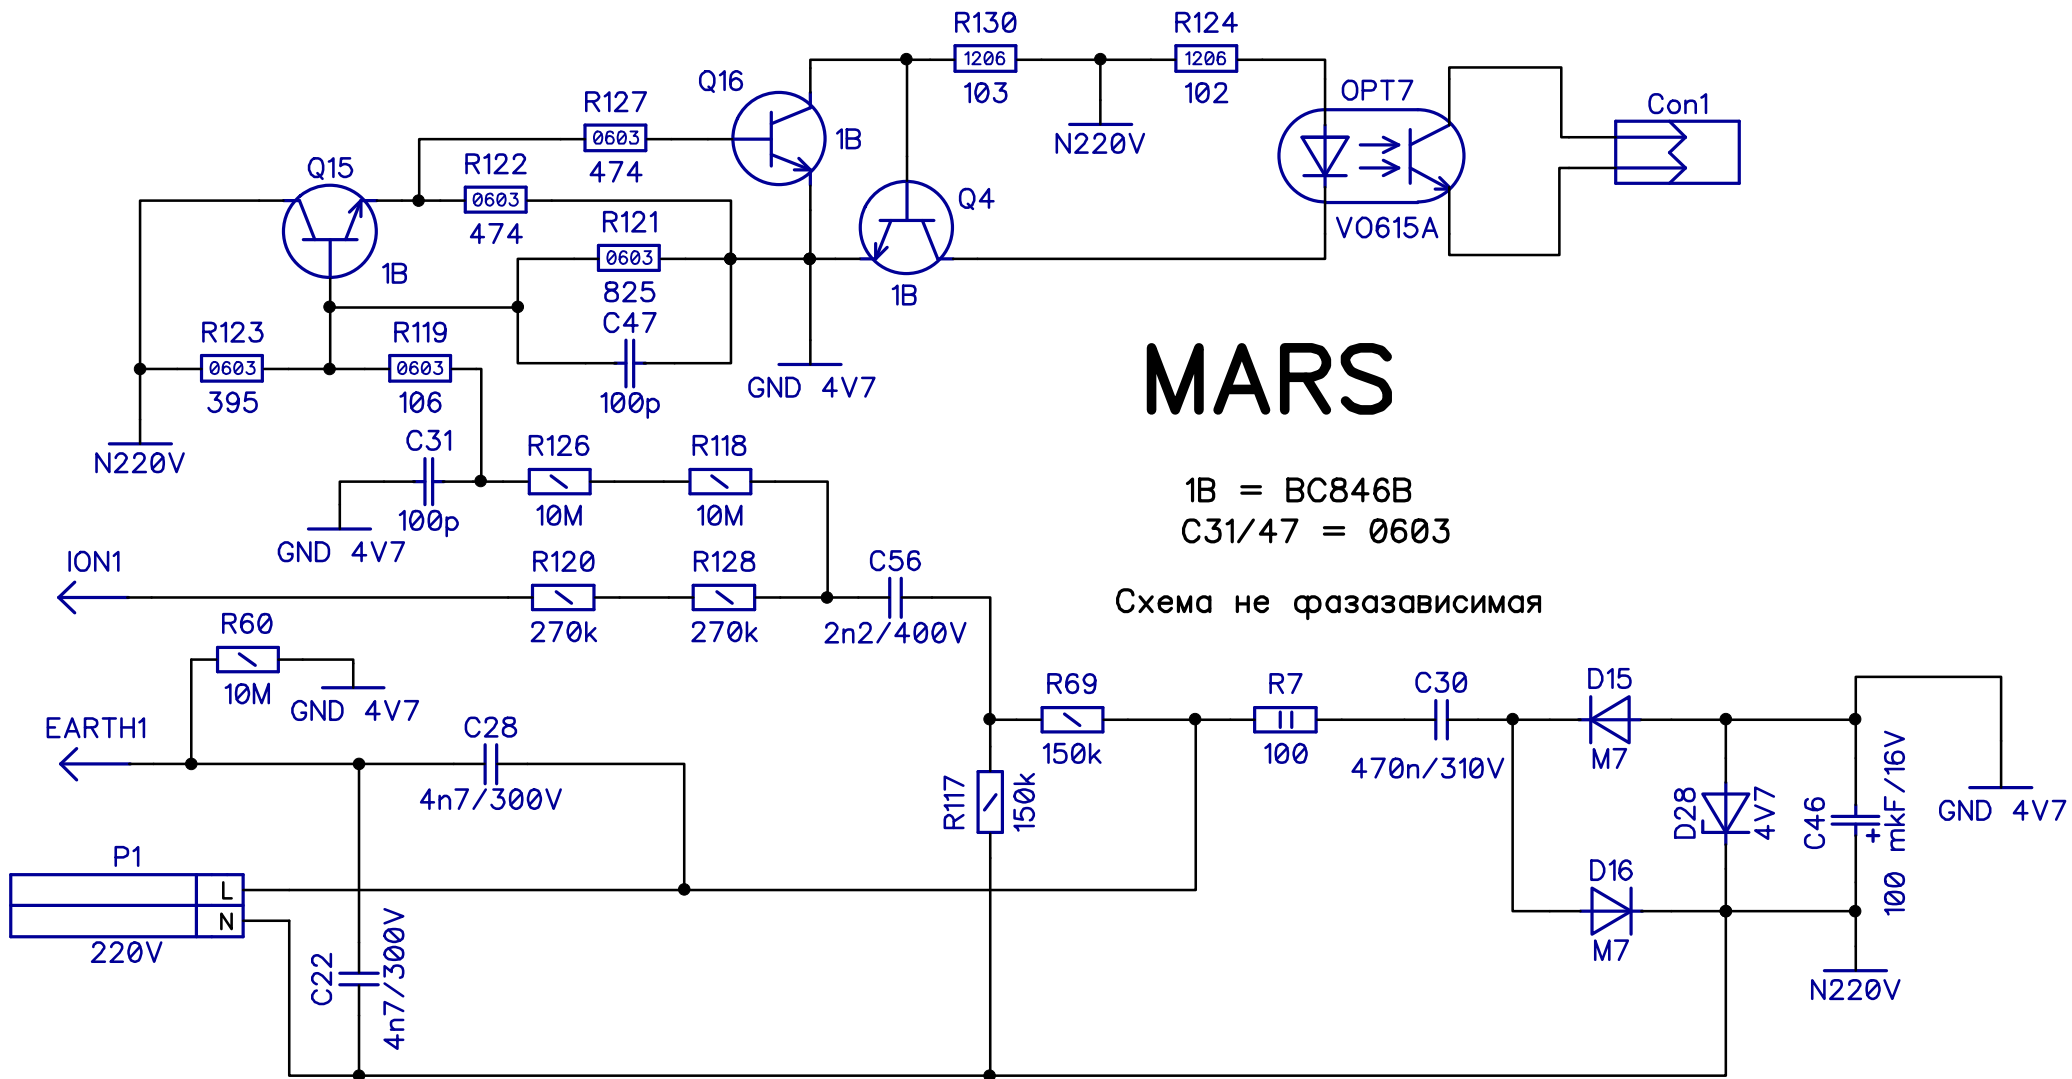 R130
1206
103
R124
1206
102
Q16
1B
R127
0603
474
OPT7
VO615A
Con1
N220V
Q15
1B
R122
0603
474
R121
0603
825
C47
100p
Q4
1B
R123
0603
395
R119
0603
106
GND 4V7
N220V
MARS
C31
100p
GND 4V7
R126
10M
R118
10M
1B = BC846B
C31/47 = 0603
ION1
R120
270k
R128
270k
C56
2n2/400V
Схема не фазазависимая
R60
10M
GND 4V7
EARTH1
C28
4n7/300V
R69
150k
R117
150k
R7
100
C30
470n/310V
D15
M7
D28
4V7
C46
+
100 mkF/16V
GND 4V7
D16
M7
N220V
P1
L
N
220V
C22
4n7/300V